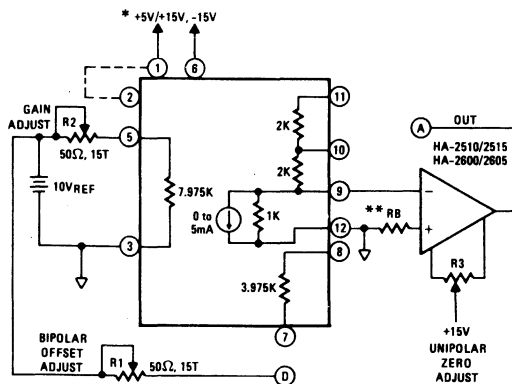 * +5V/+15V, -15V
1
6
2
11
GAIN
ADJUST
R2
5
2K
10
A
OUT
50Ω, 15T
HA-2510/2515
HA-2600/2605
2K
10VREF
7.975K
9
−
0 to
5mA
1K
** RB
3
12
+
8
R3
3.975K
7
+15V
BIPOLAR
OFFSET
ADJUST
R1
50Ω, 15T
D
UNIPOLAR
ZERO
ADJUST